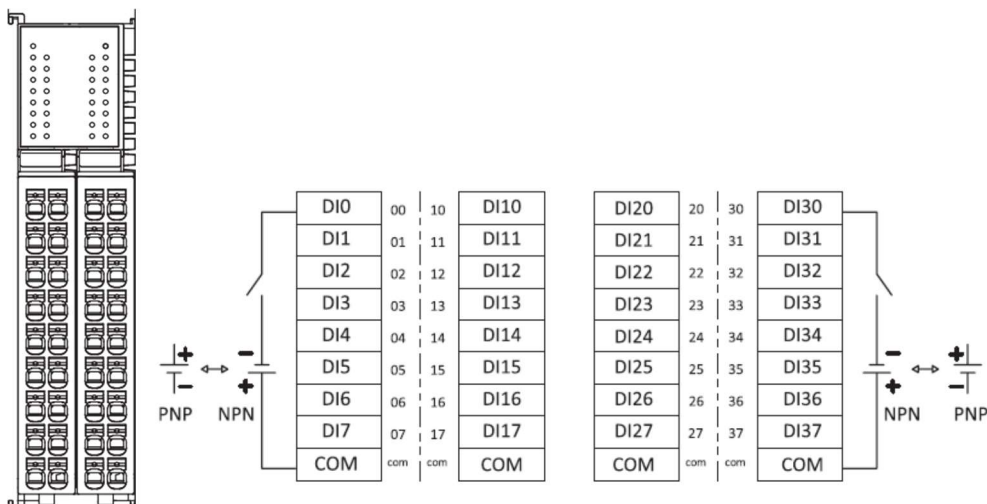 DI0 00 10 DI10 DI20 20 30 DI30
DI1 01 11 DI11 DI21 21 31 DI31
DI2 02 12 DI12 DI22 22 32 DI32
DI3 03 13 DI13 DI23 23 33 DI33
DI4 04 14 DI14 DI24 24 34 DI34
+ - DI5 05 15 DI15 DI25 25 35 DI35 - +
- + DI6 06 16 DI16 DI26 26 36 DI36 + -
PNP NPN DI7 07 17 DI17 DI27 27 37 DI37 NPN PNP
COM com com COM COM com com COM